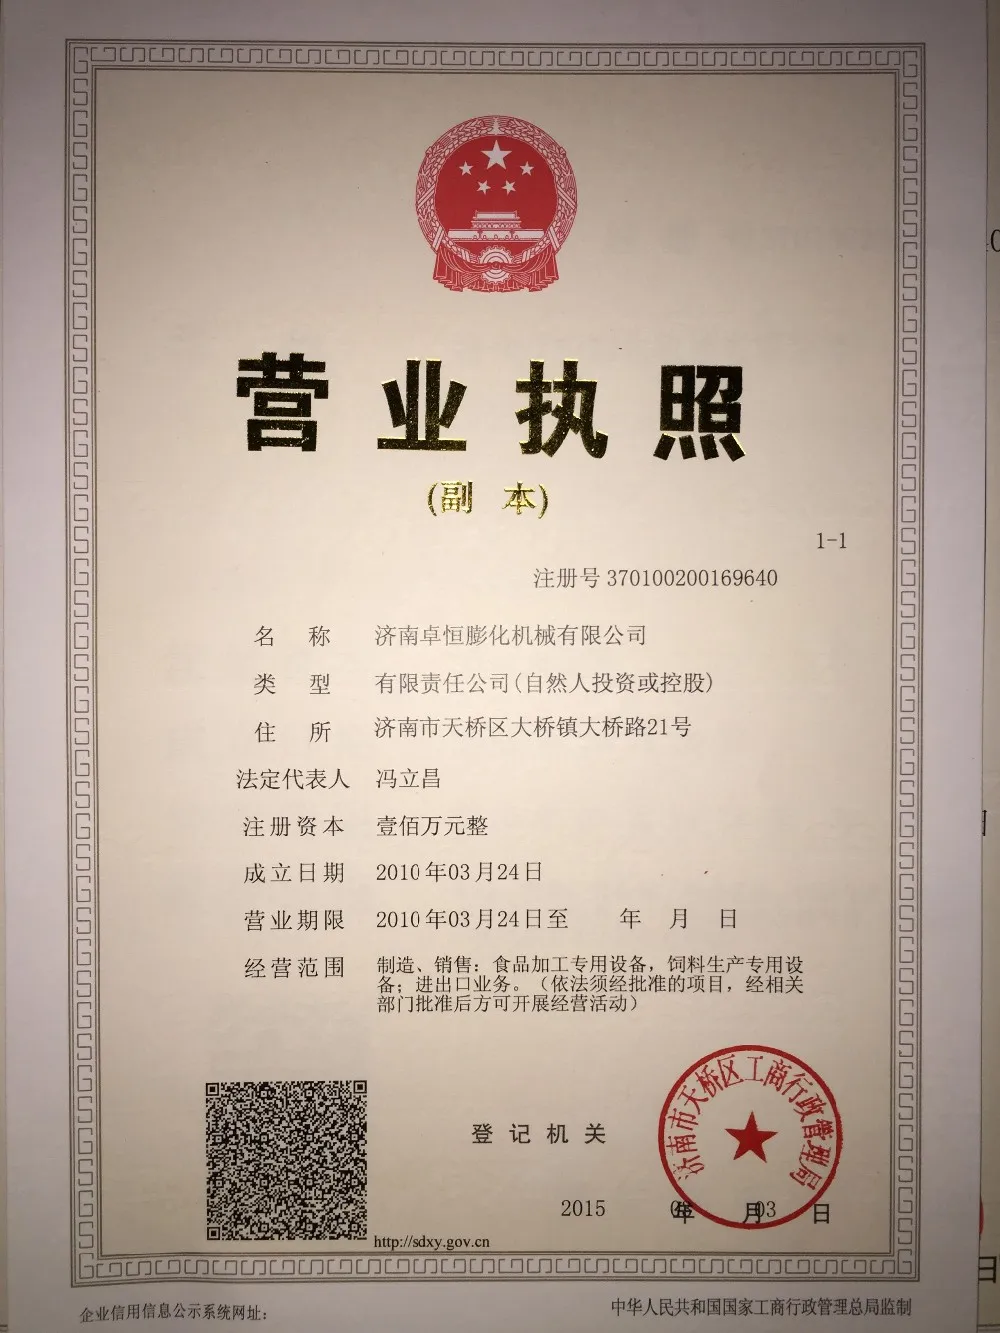 营业执照
(副 本)
1-1
注册号 370100200169640
名 称 济南卓恒膨化机械有限公司
类 型 有限责任公司(自然人投资或控股)
住 所 济南市天桥区大桥镇大桥路21号
法定代表人 冯立昌
注册资本 壹佰万元整
成立日期 2010年03月24日
营业期限 2010年03月24日至 年 月 日
经营范围 制造、销售：食品加工专用设备，饲料生产专用设
备；进出口业务。（依法须经批准的项目，经相关
部门批准后方可开展经营活动）
济南市天桥区工商行政管理局
登记机关
2015 年 月03 日
http://sdxy.gov.cn
企业信用信息公示系统网址：
中华人民共和国国家工商行政管理总局监制